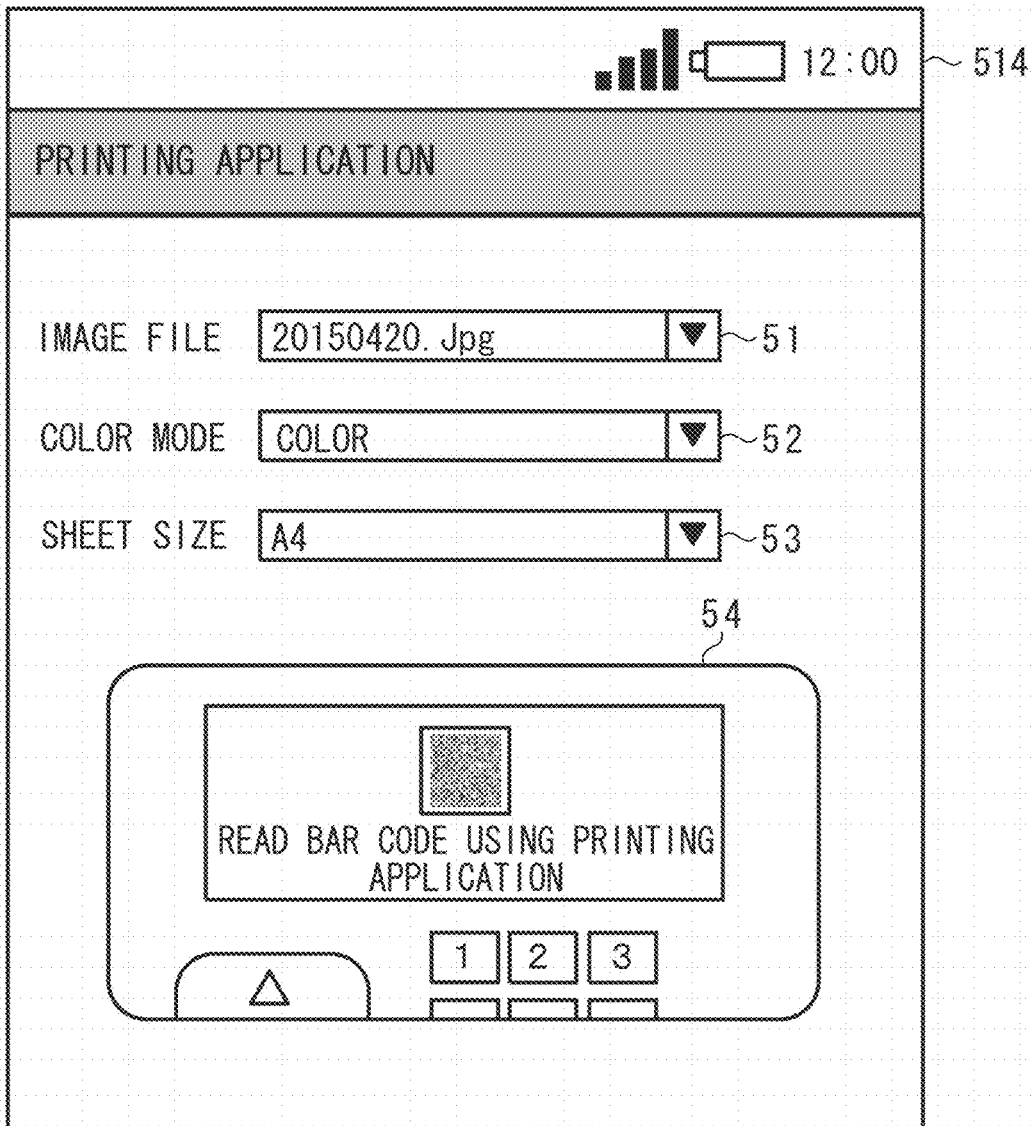 12:00 514
PRINTING APPLICATION
IMAGE FILE 20150420.Jpg ▼ 51
COLOR MODE COLOR ▼ 52
SHEET SIZE A4 ▼ 53
54
READ BAR CODE USING PRINTING
APPLICATION
1 2 3